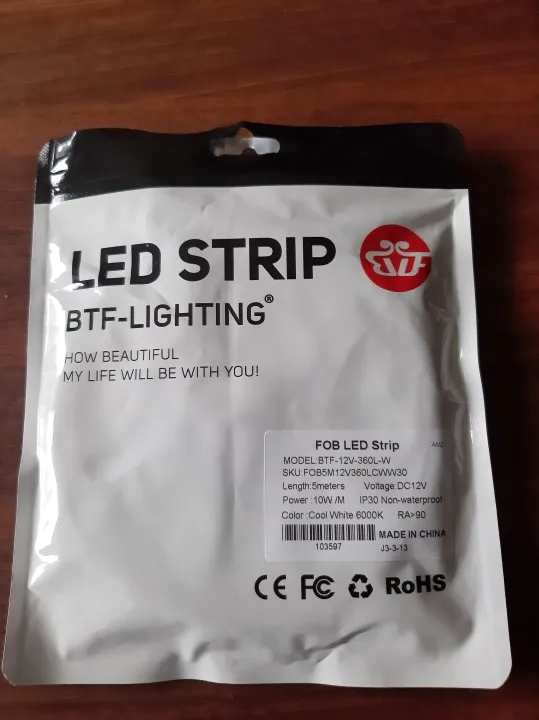 LED STRIP
BTF
BTF-LIGHTING®
HOW BEAUTIFUL
MY LIFE WILL BE WITH YOU!
FOB LED Strip AMZ
MODEL:BTF-12V-360L-W
SKU:FOB5M12V360LCWW30
Length:5meters Voltage:DC12V
Power :10W /M IP30 Non-waterproof
Color :Cool White 6000K RA>90
MADE IN CHINA
103597 J3-3-13
CE FC RoHS